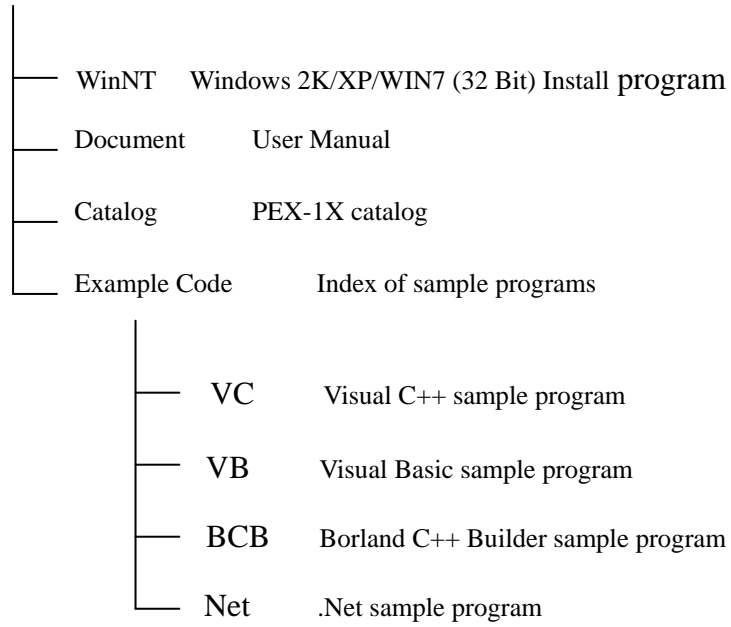 WinNT Windows 2K/XP/WIN7 (32 Bit) Install program
Document User Manual
Catalog PEX-1X catalog
Example Code Index of sample programs
VC Visual C++ sample program
VB Visual Basic sample program
BCB Borland C++ Builder sample program
Net .Net sample program